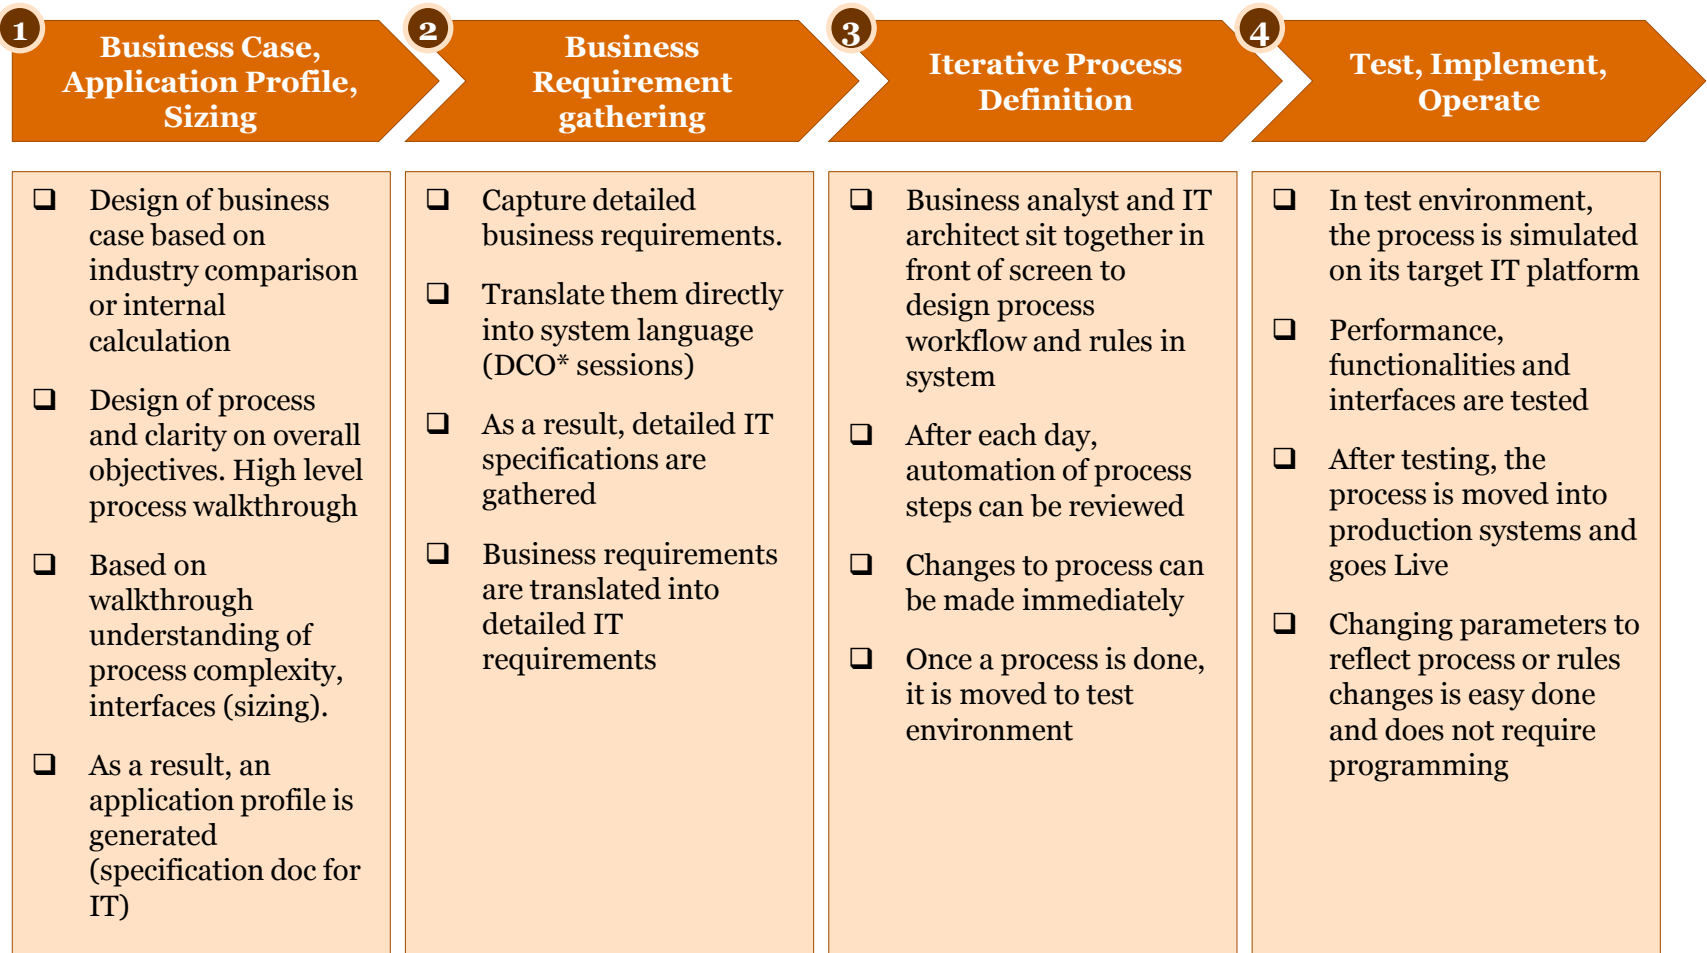 1
Business Case,
Application Profile,
Sizing
2
Business
Requirement
gathering
3
Iterative Process
Definition
4
Test, Implement,
Operate
Design of business
case based on
industry comparison
or internal
calculation
Design of process
and clarity on overall
objectives. High level
process walkthrough
Based on
walkthrough
understanding of
process complexity,
interfaces (sizing).
As a result, an
application profile is
generated
(specification doc for
IT)
Capture detailed
business requirements.
Translate them directly
into system language
(DCO* sessions)
As a result, detailed IT
specifications are
gathered
Business requirements
are translated into
detailed IT
requirements
Business analyst and IT
architect sit together in
front of screen to
design process
workflow and rules in
system
After each day,
automation of process
steps can be reviewed
Changes to process can
be made immediately
Once a process is done,
it is moved to test
environment
In test environment,
the process is simulated
on its target IT platform
Performance,
functionalities and
interfaces are tested
After testing, the
process is moved into
production systems and
goes Live
Changing parameters to
reflect process or rules
changes is easy done
and does not require
programming